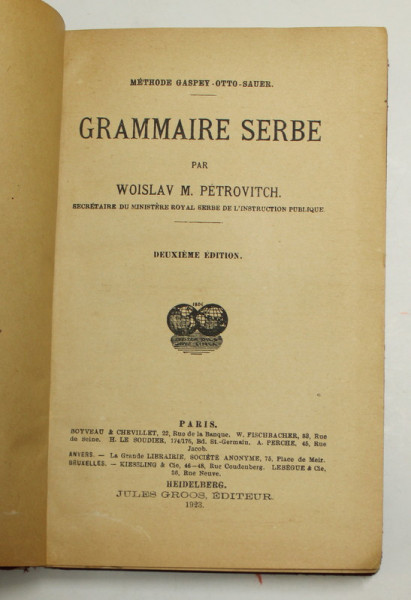 MÉTHODE GASPEY-OTTO-SAUER.
GRAMMAIRE SERBE
PAR
WOISLAV M. PÉTROVITCH.
SECRÉTAIRE DU MINISTÈRE ROYAL SERBE DE L'INSTRUCTION PUBLIQUE
DEUXIÈME ÉDITION.
PARIS.
BOYVEAU & CHEVILLET, 22, Rue de la Banque. W. FISCHBACHER, 33, Rue
de Seine. H. LE SOUDIER, 174/176, Bd. St.-Germain. A. PERCHE, 45, Rue
Jacob.
ANVERS. — La Grande LIBRAIRIE, SOCIÉTÉ ANONYME, 75, Place de Meir.
BRUXELLES. — KIESSLING & Cie, 46—48, Rue Coudenberg. LEBÈGUE & Cie,
36, Rue Neuve.
HEIDELBERG.
JULES GROOS, ÉDITEUR.
1922.